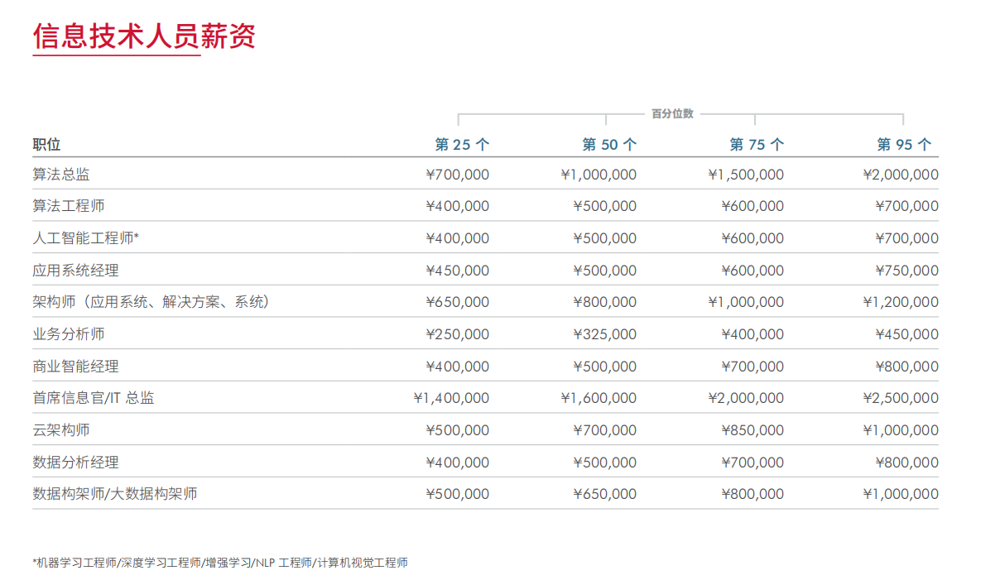 信息技术人员薪资
百分位数
职位 第 25 个 第 50 个 第 75 个 第 95 个
算法总监 ¥700,000 ¥1,000,000 ¥1,500,000 ¥2,000,000
算法工程师 ¥400,000 ¥500,000 ¥600,000 ¥700,000
人工智能工程师* ¥400,000 ¥500,000 ¥600,000 ¥700,000
应用系统经理 ¥450,000 ¥500,000 ¥600,000 ¥750,000
架构师（应用系统、解决方案、系统） ¥650,000 ¥800,000 ¥1,000,000 ¥1,200,000
业务分析师 ¥250,000 ¥325,000 ¥400,000 ¥450,000
商业智能经理 ¥400,000 ¥500,000 ¥700,000 ¥800,000
首席信息官/IT 总监 ¥1,400,000 ¥1,600,000 ¥2,000,000 ¥2,500,000
云架构师 ¥500,000 ¥700,000 ¥850,000 ¥1,000,000
数据分析经理 ¥400,000 ¥500,000 ¥700,000 ¥800,000
数据构架师/大数据构架师 ¥500,000 ¥650,000 ¥800,000 ¥1,000,000
*机器学习工程师/深度学习工程师/增强学习/NLP 工程师/计算机视觉工程师